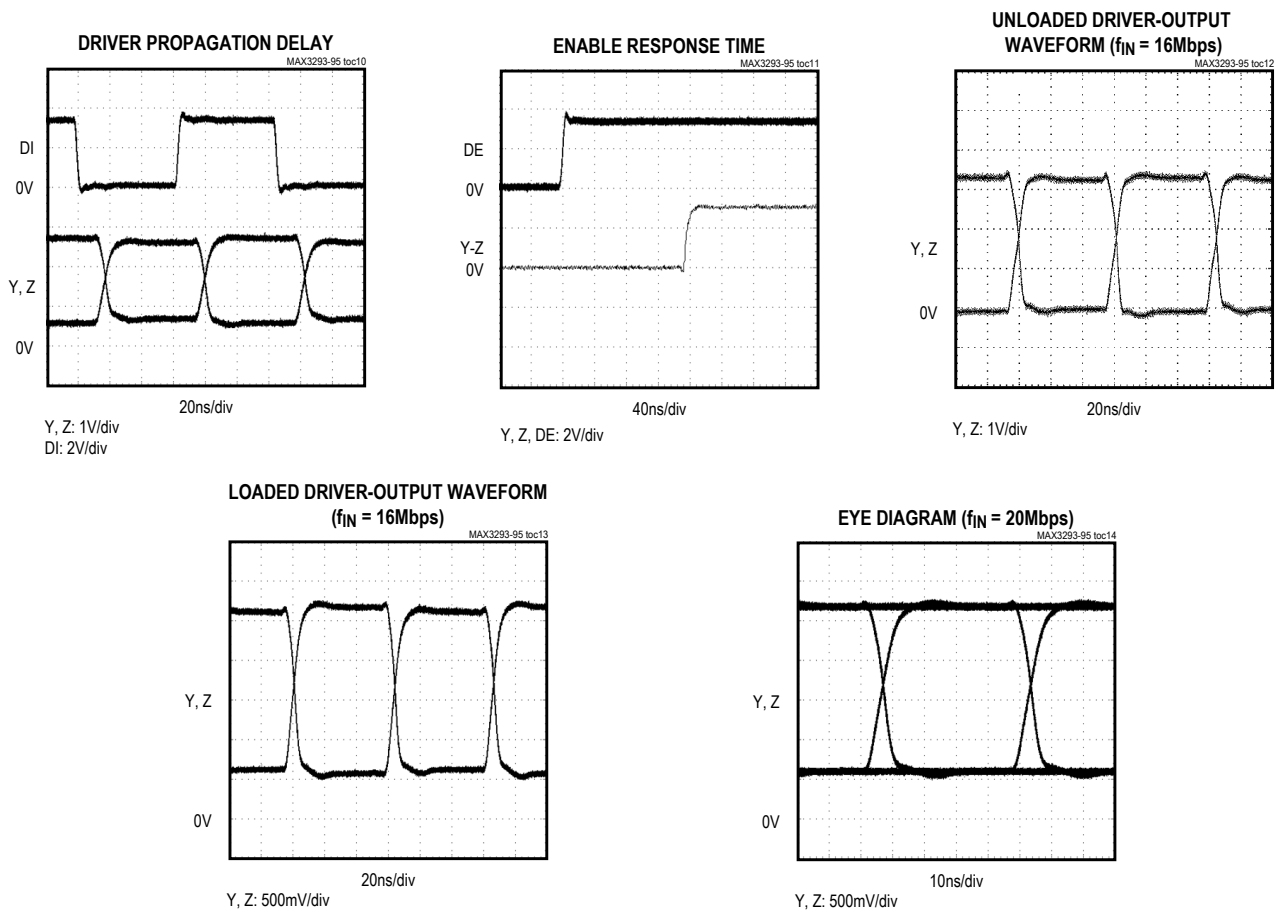 DRIVER PROPAGATION DELAY
MAX3293-95 toc10
DI
0V
Y, Z
0V
20ns/div
Y, Z: 1V/div
DI: 2V/div
ENABLE RESPONSE TIME
MAX3293-95 toc11
DE
0V
Y-Z
0V
40ns/div
Y, Z, DE: 2V/div
UNLOADED DRIVER-OUTPUT
WAVEFORM (fIN = 16Mbps)
MAX3293-95 toc12
Y, Z
0V
20ns/div
Y, Z: 1V/div
LOADED DRIVER-OUTPUT WAVEFORM
(fIN = 16Mbps)
MAX3293-95 toc13
Y, Z
0V
20ns/div
Y, Z: 500mV/div
EYE DIAGRAM (fIN = 20Mbps)
MAX3293-95 toc14
Y, Z
0V
10ns/div
Y, Z: 500mV/div